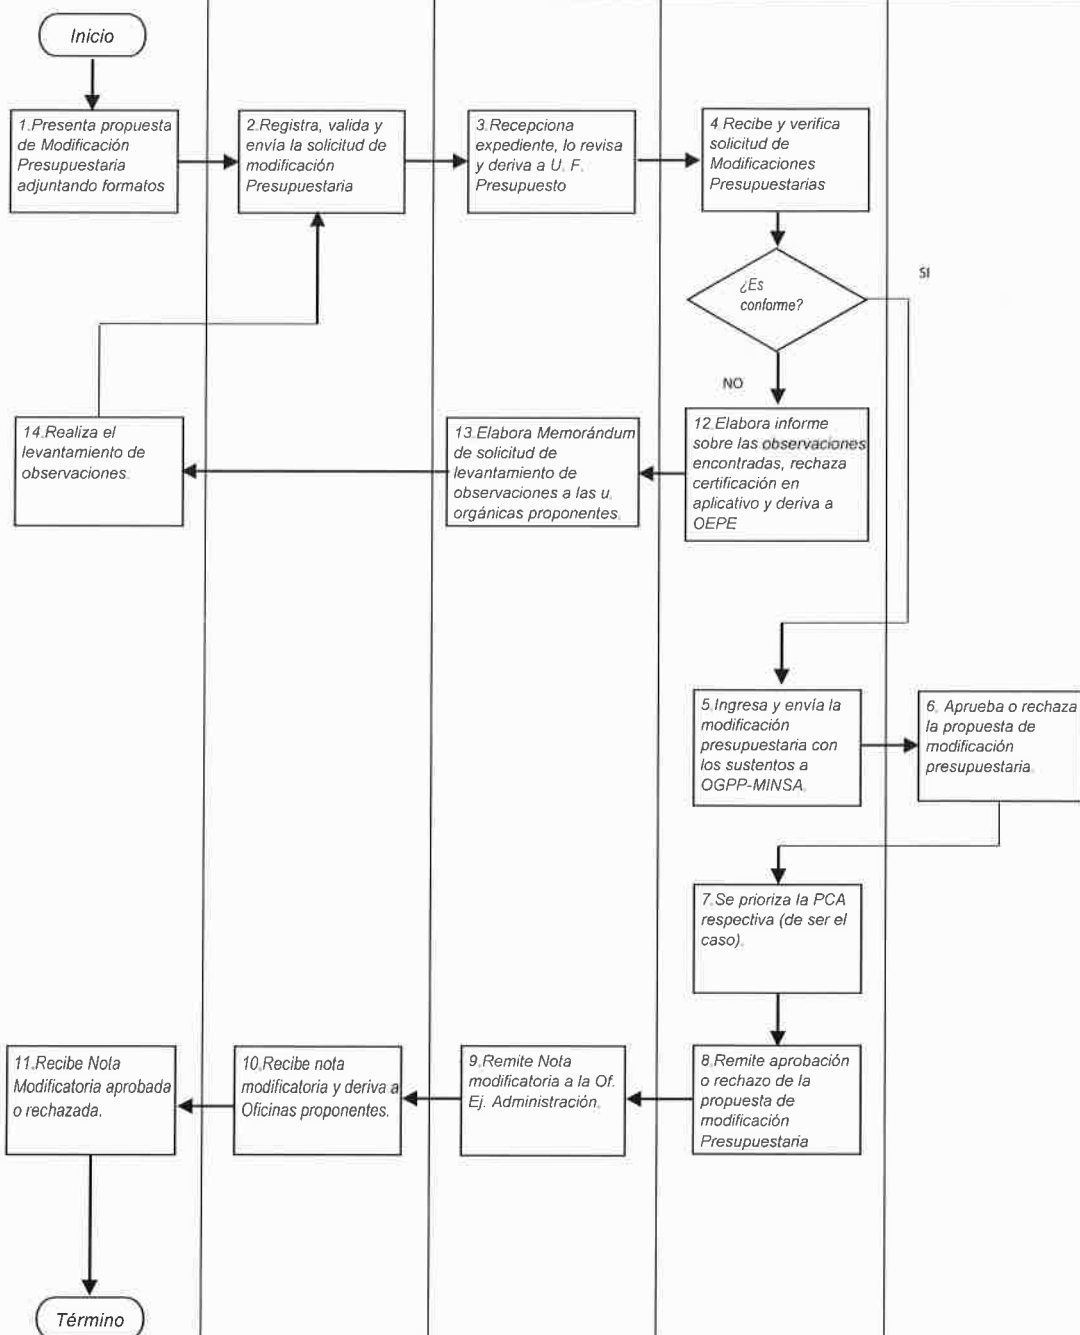 Inicio
1.Presenta propuesta
de Modificación
Presupuestaria
adjuntando formatos
2.Registra, valida y
envía la solicitud de
modificación
Presupuestaria
3.Recepciona
expediente, lo revisa
y deriva a U. F.
Presupuesto
4.Recibe y verifica
solicitud de
Modificaciones
Presupuestarias
¿Es
conforme?
SI
NO
14.Realiza el
levantamiento de
observaciones.
13.Elabora Memorándum
de solicitud de
levantamiento de
observaciones a las u.
orgánicas proponentes.
12.Elabora informe
sobre las observaciones
encontradas, rechaza
certificación en
aplicativo y deriva a
OEPE
5.Ingresa y envía la
modificación
presupuestaria con
los sustentos a
OGPP-MINSA.
6. Aprueba o rechaza
la propuesta de
modificación
presupuestaria.
7.Se prioriza la PCA
respectiva (de ser el
caso).
11.Recibe Nota
Modificatoria aprobada
o rechazada.
10.Recibe nota
modificatoria y deriva a
Oficinas proponentes.
9.Remite Nota
modificatoria a la Of.
Ej. Administración.
8.Remite aprobación
o rechazo de la
propuesta de
modificación
Presupuestaria
Término